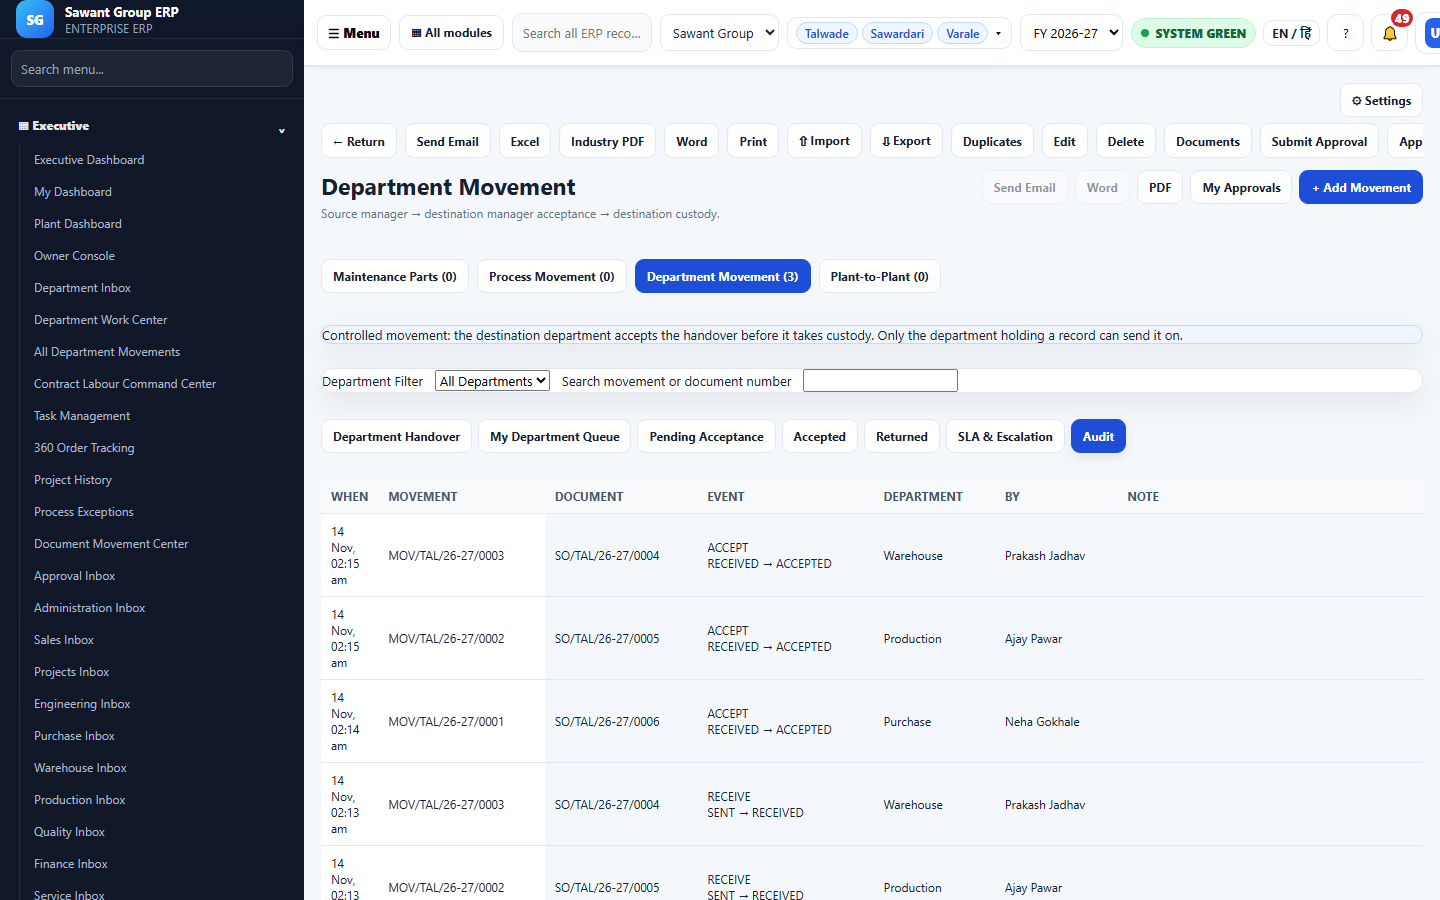 SG
Sawant Group ERP
ENTERPRISE ERP
Search menu...
Executive
Executive Dashboard
My Dashboard
Plant Dashboard
Owner Console
Department Inbox
Department Work Center
All Department Movements
Contract Labour Command Center
Task Management
360 Order Tracking
Project History
Process Exceptions
Document Movement Center
Approval Inbox
Administration Inbox
Sales Inbox
Projects Inbox
Engineering Inbox
Purchase Inbox
Warehouse Inbox
Production Inbox
Quality Inbox
Finance Inbox
Service Inbox
☰ Menu
All modules
Search all ERP reco...
Sawant Group
Talwade Sawardari Varale
FY 2026-27
SYSTEM GREEN
EN / हिं
?
49
U
⚙ Settings
← Return
Send Email
Excel
Industry PDF
Word
Print
⇧ Import
⇩ Export
Duplicates
Edit
Delete
Documents
Submit Approval
App
Department Movement
Send Email
Word
PDF
My Approvals
+ Add Movement
Source manager → destination manager acceptance → destination custody.
Maintenance Parts (0)
Process Movement (0)
Department Movement (3)
Plant-to-Plant (0)
Controlled movement: the destination department accepts the handover before it takes custody. Only the department holding a record can send it on.
Department Filter All Departments Search movement or document number
Department Handover
My Department Queue
Pending Acceptance
Accepted
Returned
SLA & Escalation
Audit
WHEN MOVEMENT DOCUMENT EVENT DEPARTMENT BY NOTE
14
Nov,
02:15
am
MOV/TAL/26-27/0003
SO/TAL/26-27/0004
ACCEPT
RECEIVED → ACCEPTED
Warehouse
Prakash Jadhav
14
Nov,
02:15
am
MOV/TAL/26-27/0002
SO/TAL/26-27/0005
ACCEPT
RECEIVED → ACCEPTED
Production
Ajay Pawar
14
Nov,
02:14
am
MOV/TAL/26-27/0001
SO/TAL/26-27/0006
ACCEPT
RECEIVED → ACCEPTED
Purchase
Neha Gokhale
14
Nov,
02:13
am
MOV/TAL/26-27/0003
SO/TAL/26-27/0004
RECEIVE
SENT → RECEIVED
Warehouse
Prakash Jadhav
14
Nov,
02:13
MOV/TAL/26-27/0002
SO/TAL/26-27/0005
RECEIVE
SENT → RECEIVED
Production
Ajay Pawar